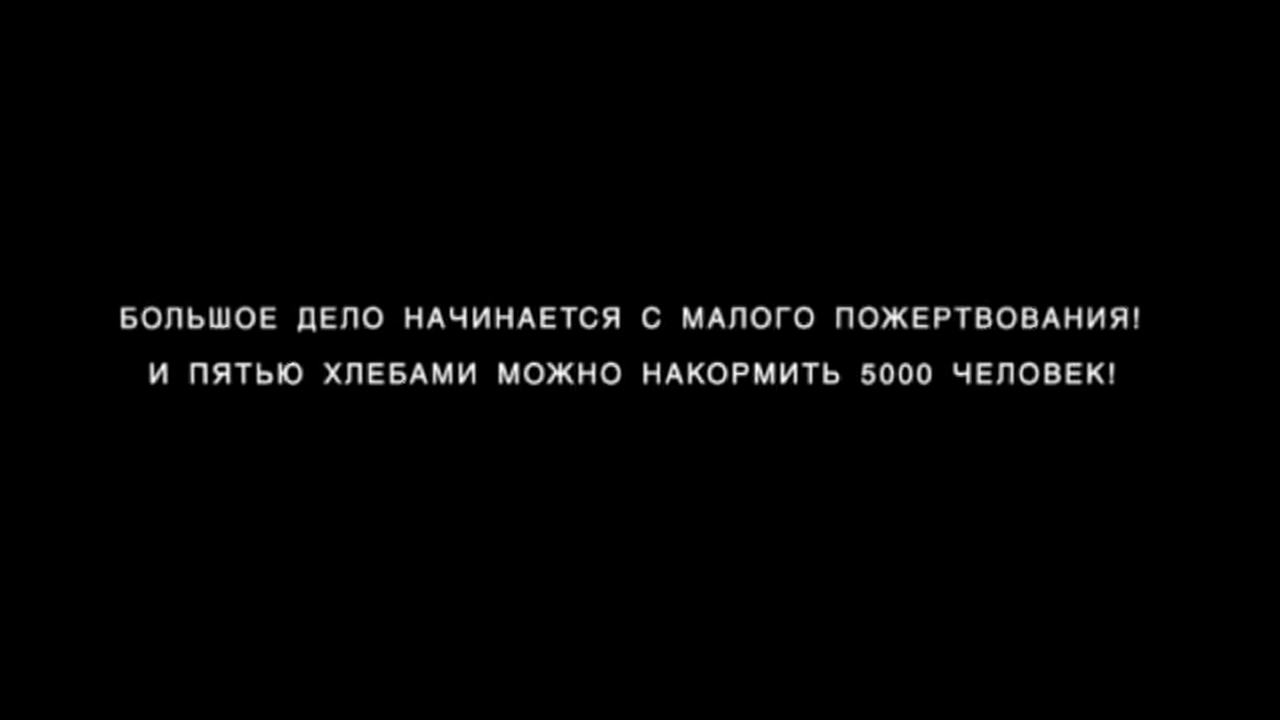 БОЛЬШОЕ ДЕЛО НАЧИНАЕТСЯ С МАЛОГО ПОЖЕРТВОВАНИЯ!
И ПЯТЬЮ ХЛЕБАМИ МОЖНО НАКОРМИТЬ 5000 ЧЕЛОВЕК!